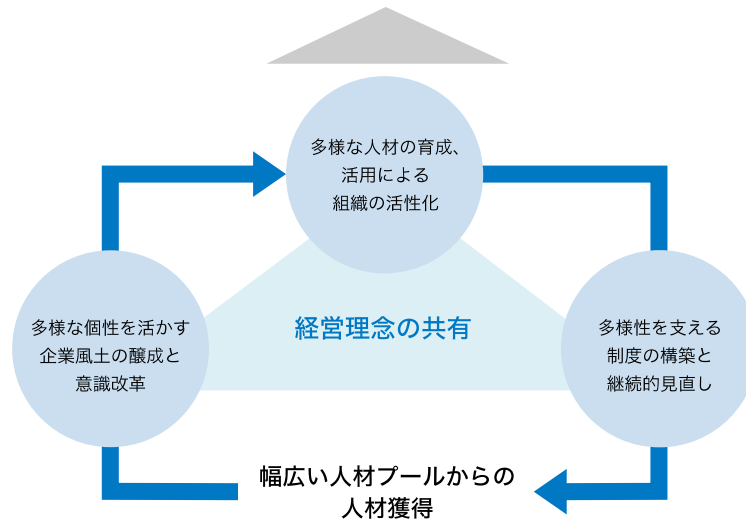 多様な人材の育成、
活用による
組織の活性化
多様な個性を活かす
企業風土の醸成と
意識改革
経営理念の共有
多様性を支える
制度の構築と
継続的見直し
幅広い人材プールからの
人材獲得